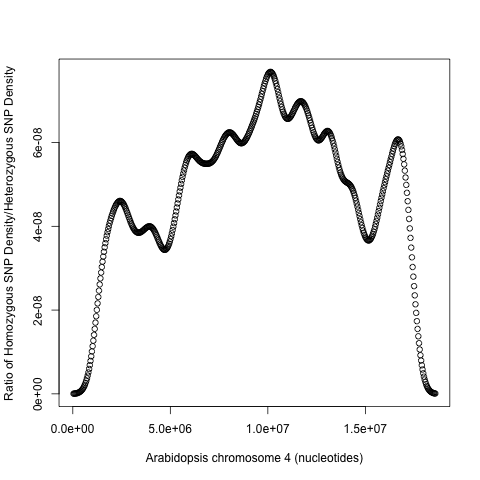 Ratio of Homozygous SNP Density/Heterozygous SNP Density
6e-08
4e-08
2e-08
0e+00
0.0e+00 5.0e+06 1.0e+07 1.5e+07
Arabidopsis chromosome 4 (nucleotides)